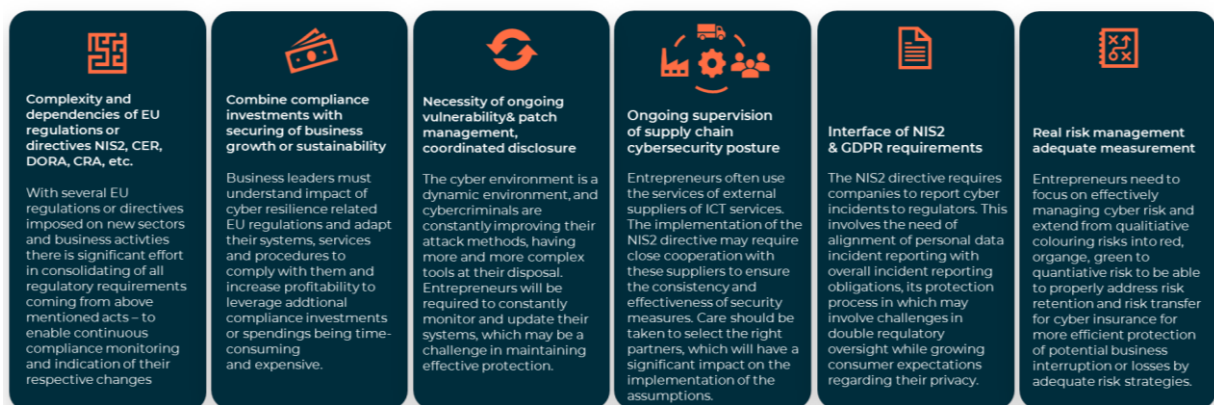 Complexity and
dependencies of EU
regulations or
directives NIS2, CER,
DORA, CRA, etc.
With several EU
regulations or directives
imposed on new sectors
and business activties
there is significant effort
in consolidating of all
regulatory requirements
coming from above
mentioned acts – to
enable continuous
compliance monitoring
and indication of their
respective changes
Combine compliance
investments with
securing of business
growth or sustainability
Business leaders must
understand impact of
cyber resilience related
EU regulations and adapt
their systems, services
and procedures to
comply with them and
increase profitability to
leverage addtional
compliance investments
or spendings being time-
consuming
and expensive.
Necessity of ongoing
vulnerability& patch
management,
coordinated disclosure
The cyber environment is a
dynamic environment, and
cybercriminals are
constantly improving their
attack methods, having
more and more complex
tools at their disposal.
Entrepreneurs will be
required to constantly
monitor and update their
systems, which may be a
challenge in maintaining
effective protection.
Ongoing supervision
of supply chain
cybersecurity posture
Entrepreneurs often use
the services of external
suppliers of ICT services.
The implementation of the
NIS2 directive may require
close cooperation with
these suppliers to ensure
the consistency and
effectiveness of security
measures. Care should be
taken to select the right
partners, which will have a
significant impact on the
implementation of the
assumptions.
Interface of NIS2
& GDPR requirements
The NIS2 directive requires
companies to report cyber
incidents to regulators. This
involves the need of
alignment of personal data
incident reporting with
overall incident reporting
obligations, its protection
process in which may
involve challenges in
double regulatory
oversight while growing
consumer expectations
regarding their privacy.
Real risk management
adequate measurement
Entrepreneurs need to
focus on effectively
managing cyber risk and
extend from qualitiative
colouring risks into red,
organge, green to
quantiative risk to be able
to properly address risk
retention and risk transfer
for cyber insurance for
more efficient protection
of potential business
interruption or losses by
adequate risk strategies.